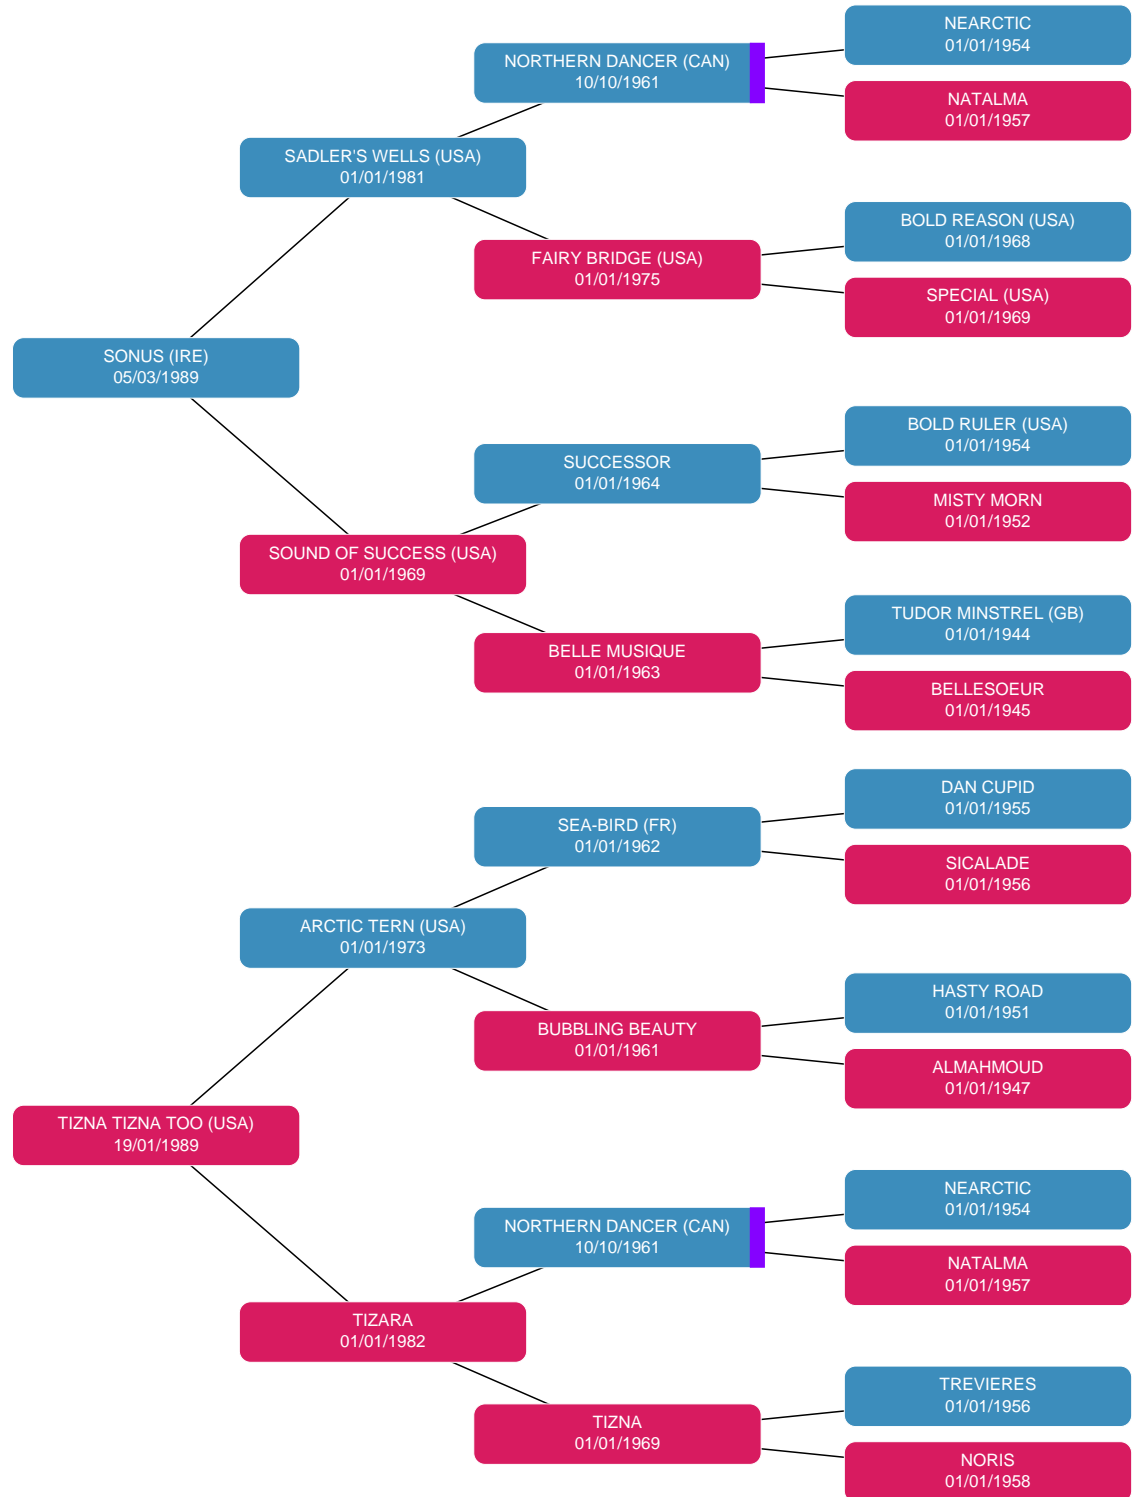 NEARCTIC
01/01/1954
NORTHERN DANCER (CAN)
10/10/1961
NATALMA
01/01/1957
SADLER'S WELLS (USA)
01/01/1981
BOLD REASON (USA)
01/01/1968
FAIRY BRIDGE (USA)
01/01/1975
SPECIAL (USA)
01/01/1969
SONUS (IRE)
05/03/1989
BOLD RULER (USA)
01/01/1954
SUCCESSOR
01/01/1964
MISTY MORN
01/01/1952
SOUND OF SUCCESS (USA)
01/01/1969
TUDOR MINSTREL (GB)
01/01/1944
BELLE MUSIQUE
01/01/1963
BELLESOEUR
01/01/1945
DAN CUPID
01/01/1955
SEA-BIRD (FR)
01/01/1962
SICALADE
01/01/1956
ARCTIC TERN (USA)
01/01/1973
HASTY ROAD
01/01/1951
BUBBLING BEAUTY
01/01/1961
ALMAHMOUD
01/01/1947
TIZNA TIZNA TOO (USA)
19/01/1989
NEARCTIC
01/01/1954
NORTHERN DANCER (CAN)
10/10/1961
NATALMA
01/01/1957
TIZARA
01/01/1982
TREVIERES
01/01/1956
TIZNA
01/01/1969
NORIS
01/01/1958